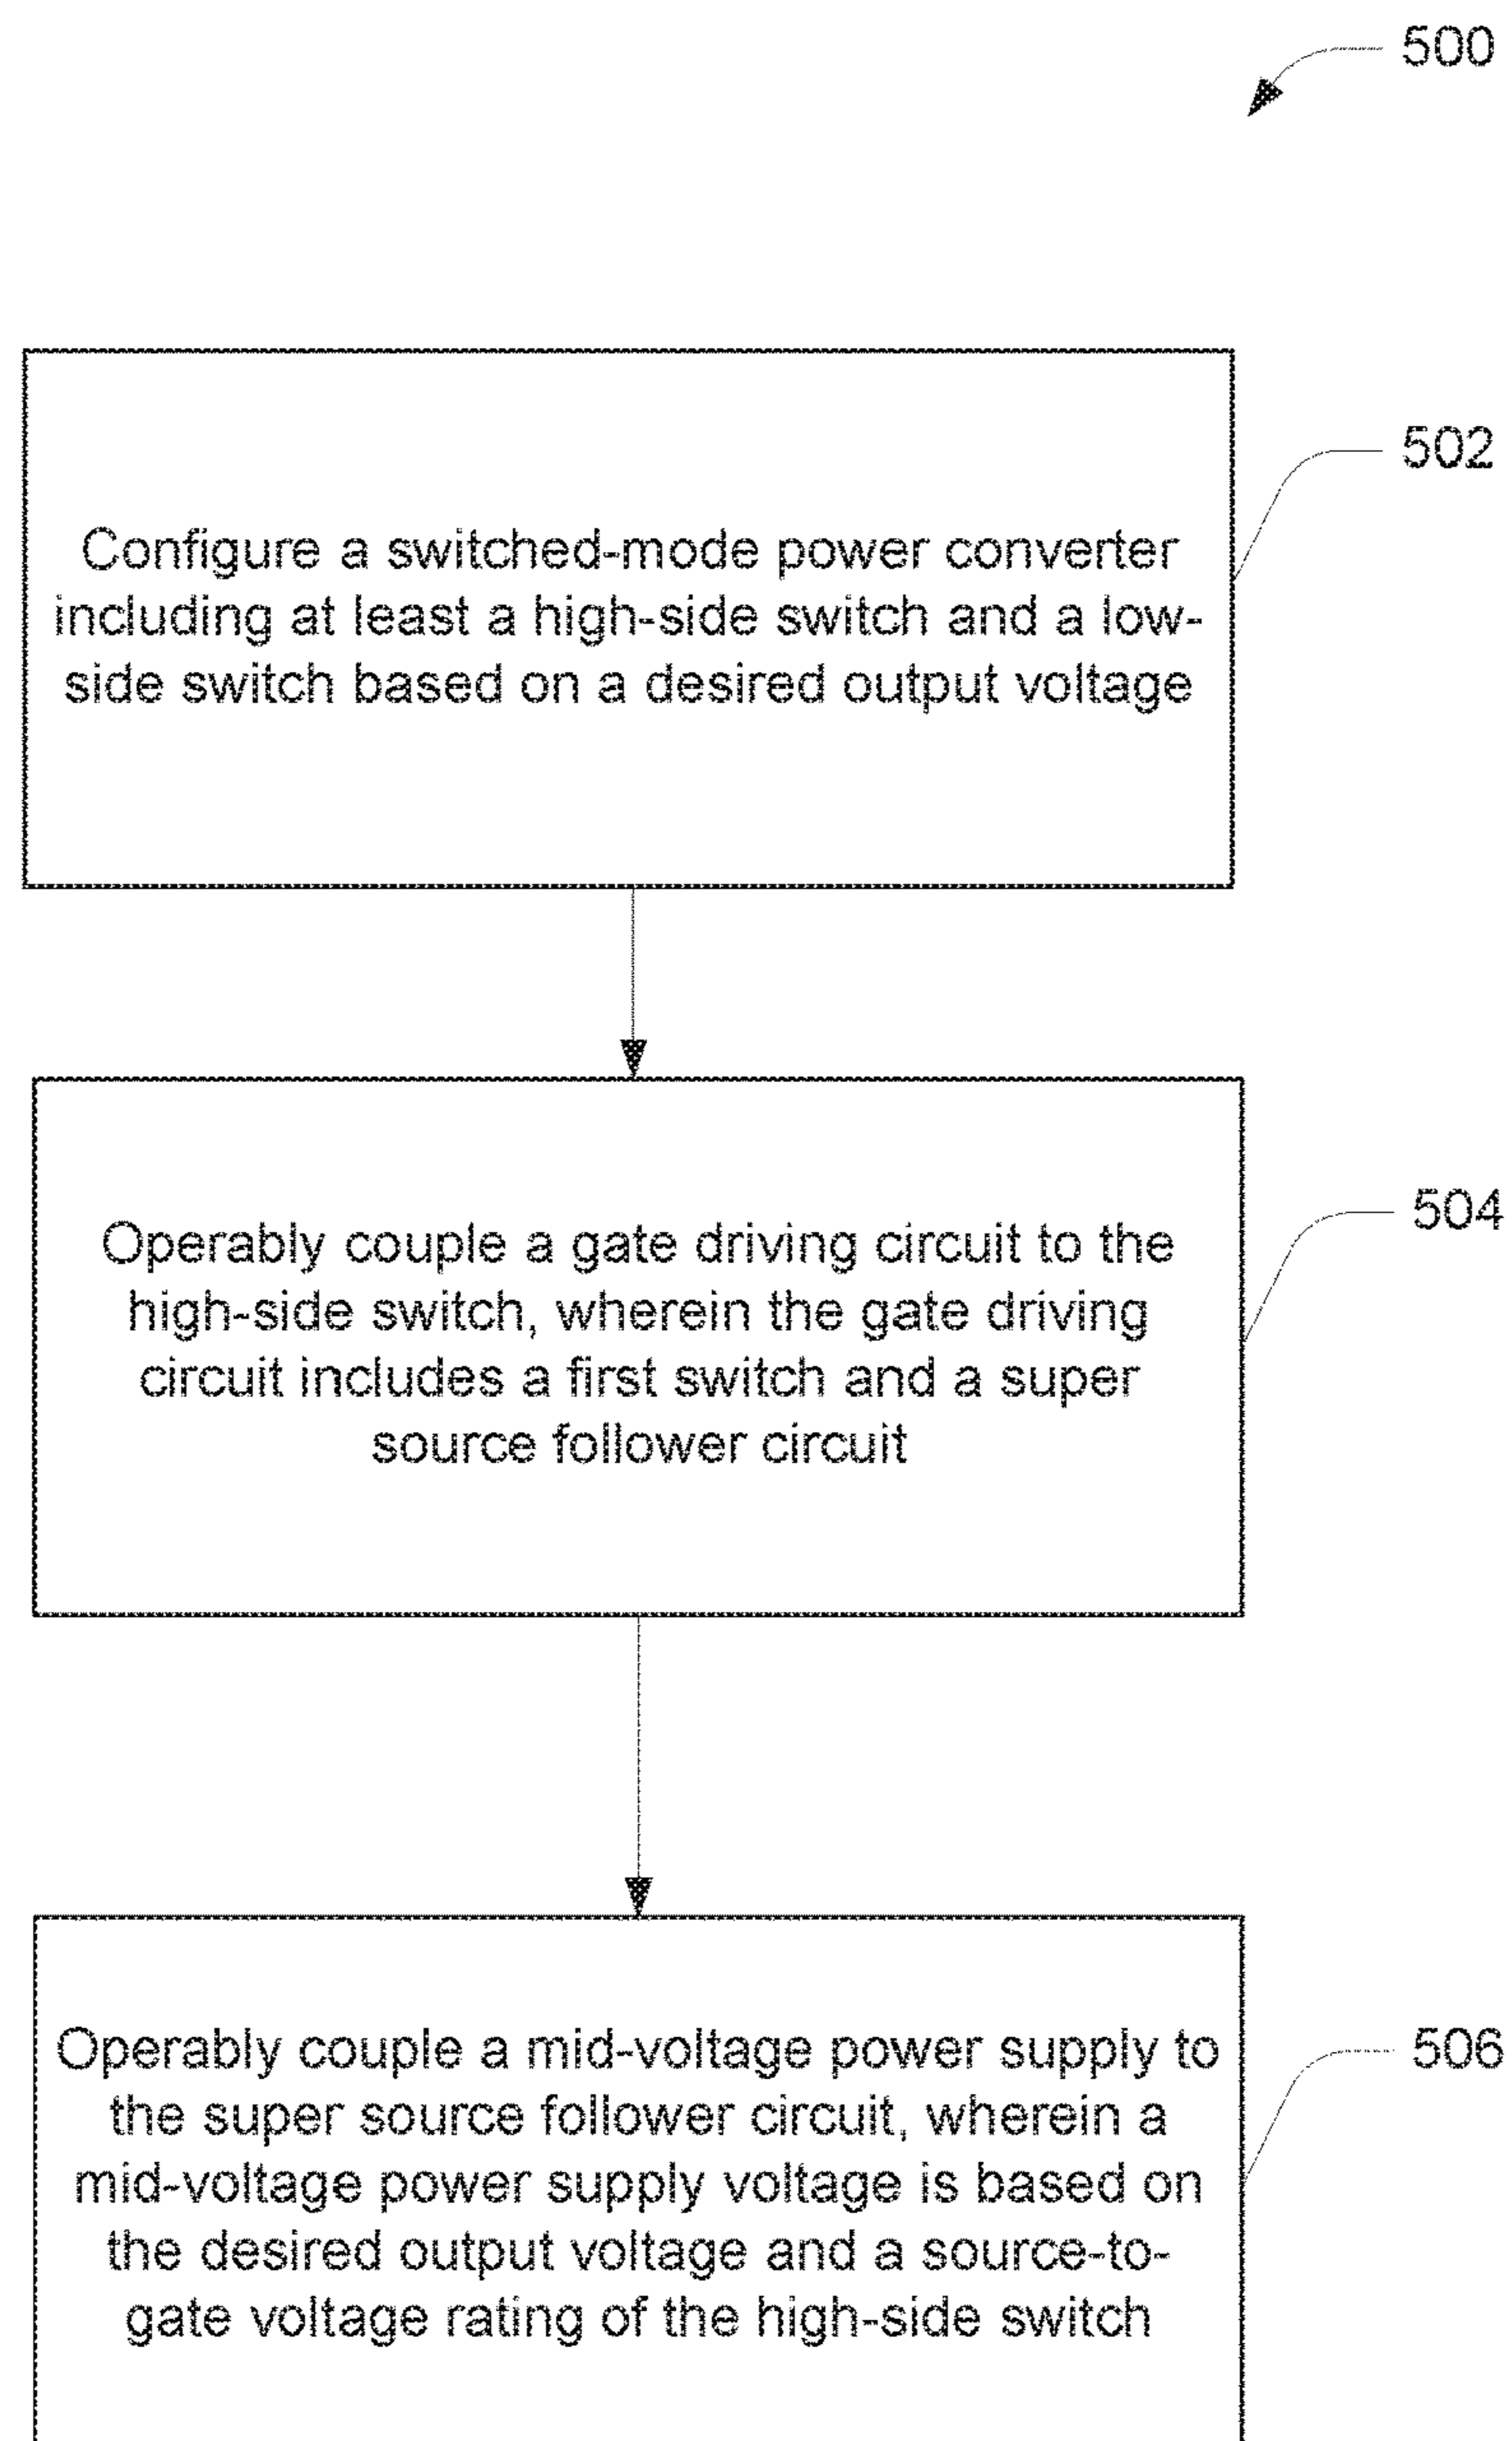 500
502
Configure a switched-mode power converter
including at least a high-side switch and a low-
side switch based on a desired output voltage
504
Operably couple a gate driving circuit to the
high-side switch, wherein the gate driving
circuit includes a first switch and a super
source follower circuit
506
Operably couple a mid-voltage power supply to
the super source follower circuit, wherein a
mid-voltage power supply voltage is based on
the desired output voltage and a source-to-
gate voltage rating of the high-side switch